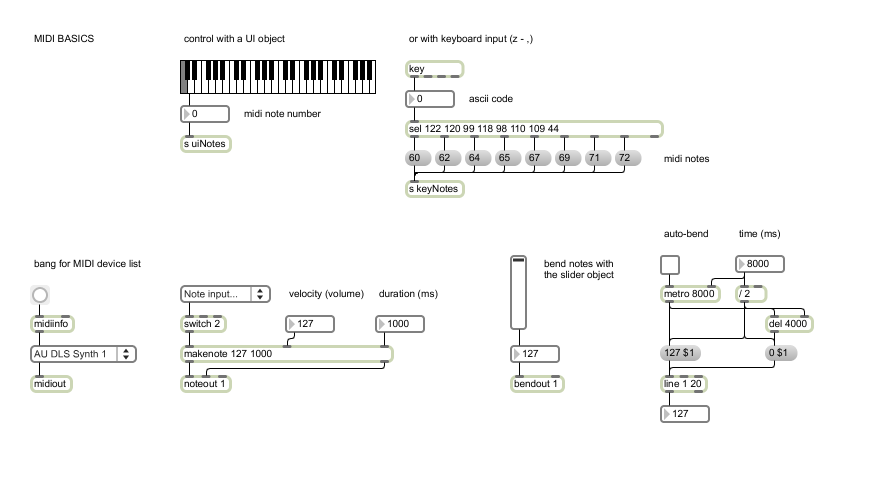 MIDI BASICS
control with a UI object
or with keyboard input (z - ,)
key
0
midi note number
0
ascii code
s uiNotes
sel 122 120 99 118 98 110 109 44
60 62 64 65 67 69 71 72
midi notes
s keyNotes
auto-bend
time (ms)
bang for MIDI device list
bend notes with
the slider object
8000
Note input...
velocity (volume)
duration (ms)
metro 8000
/ 2
midiinfo
switch 2
127
1000
del 4000
AU DLS Synth 1
makenote 127 1000
127
127 $1
0 $1
midiout
noteout 1
bendout 1
line 1 20
127